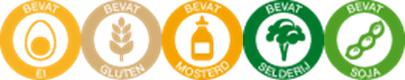 BEVAT
EI
BEVAT
GLUTEN
BEVAT
MOSTERD
BEVAT
SELDERIJ
BEVAT
SOJA